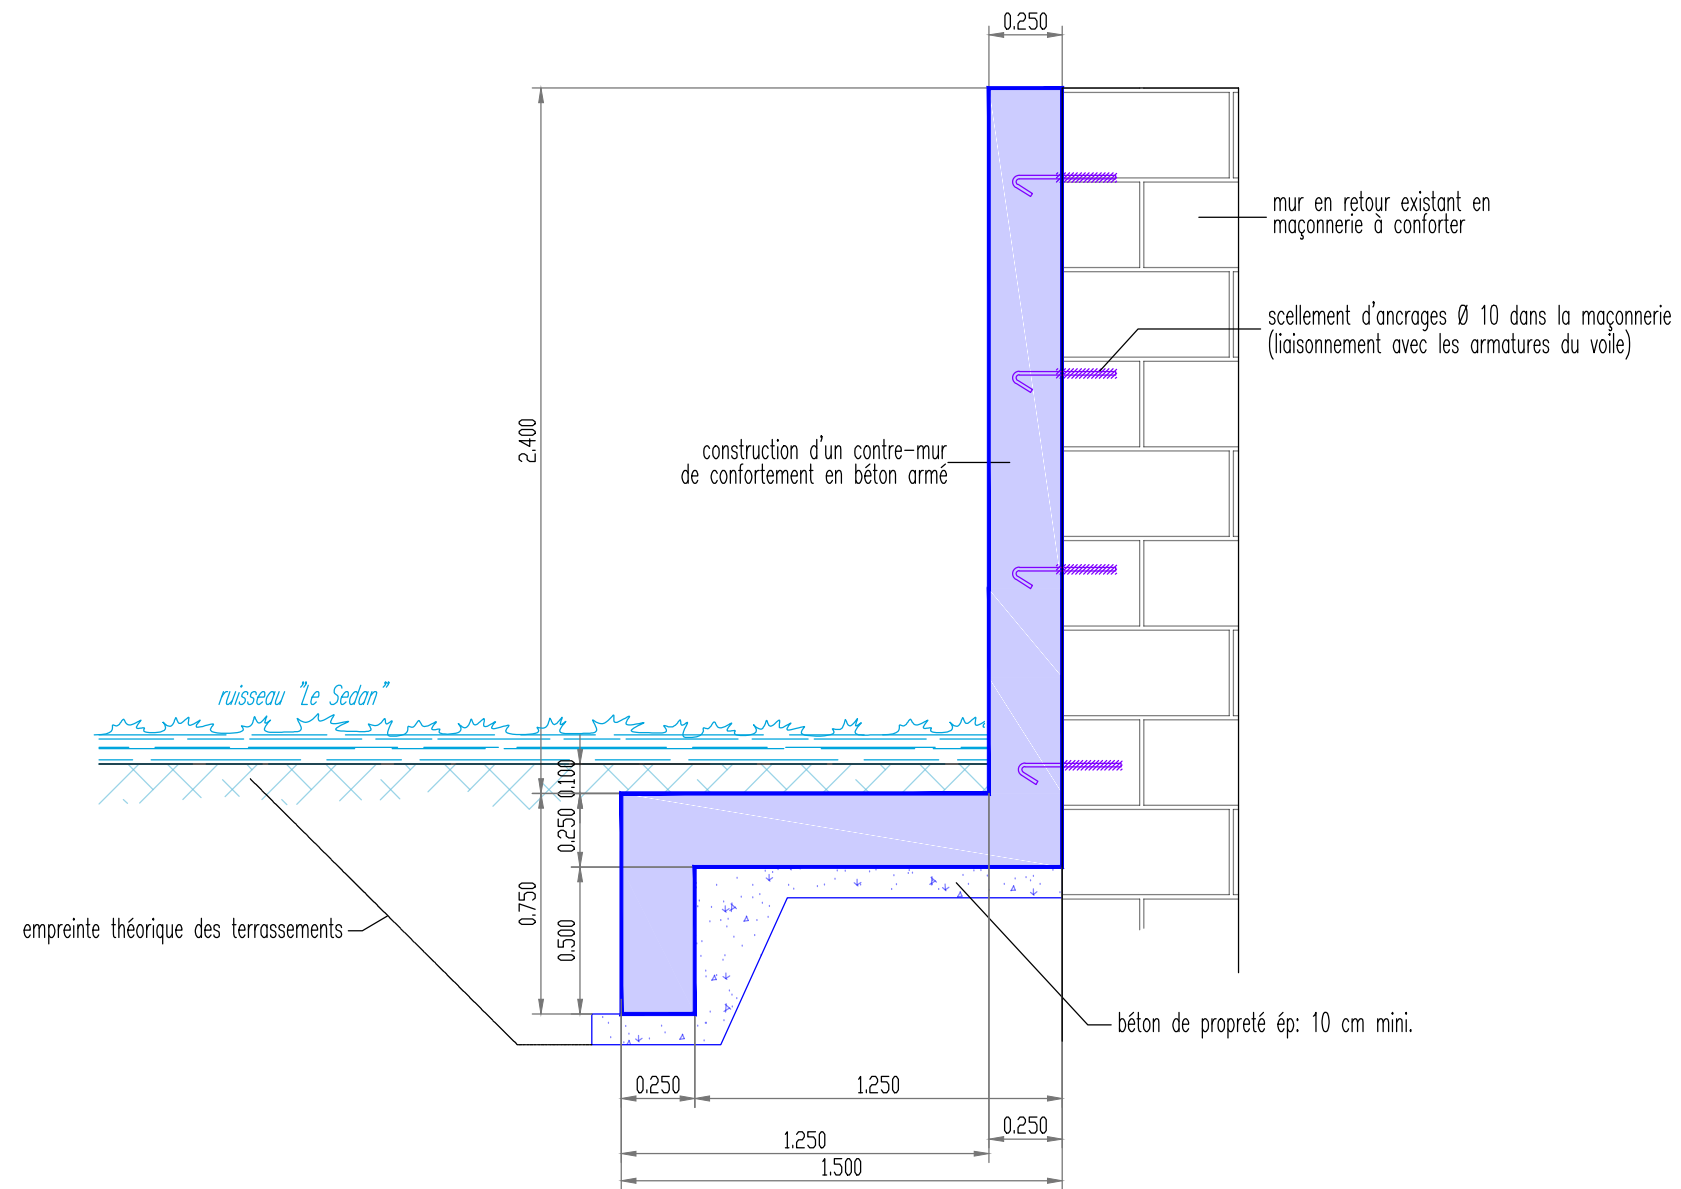 0.250
mur en retour existant en
maçonnerie à conforter
scellement d'ancrages Ø 10 dans la maçonnerie
(liaisonnement avec les armatures du voile)
2.400
construction d'un contre-mur
de confortement en béton armé
ruisseau "Le Sedan"
0.100
0.250
0.750
0.500
empreinte théorique des terrassements
béton de propreté ép: 10 cm mini.
0.250
1.250
0.250
1.250
1.500